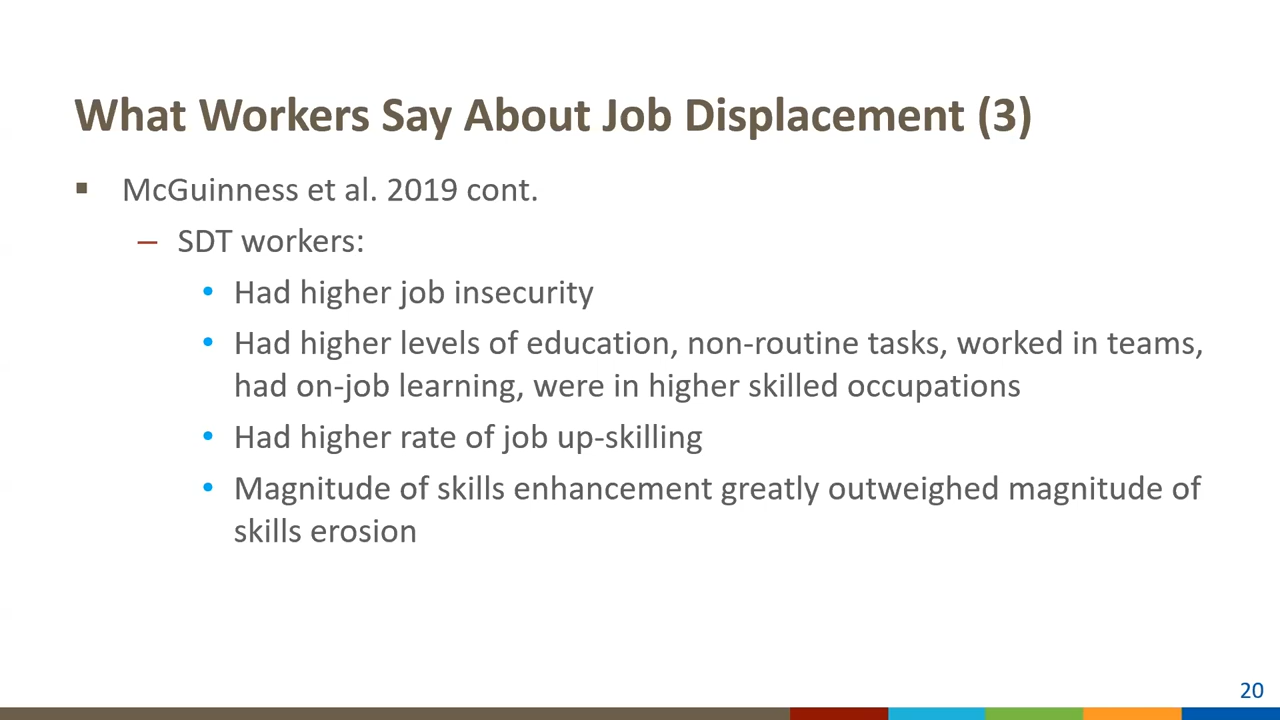 What Workers Say About Job Displacement (3)
▪ McGuinness et al. 2019 cont.
– SDT workers:
• Had higher job insecurity
• Had higher levels of education, non-routine tasks, worked in teams,
had on-job learning, were in higher skilled occupations
• Had higher rate of job up-skilling
• Magnitude of skills enhancement greatly outweighed magnitude of
skills erosion
20